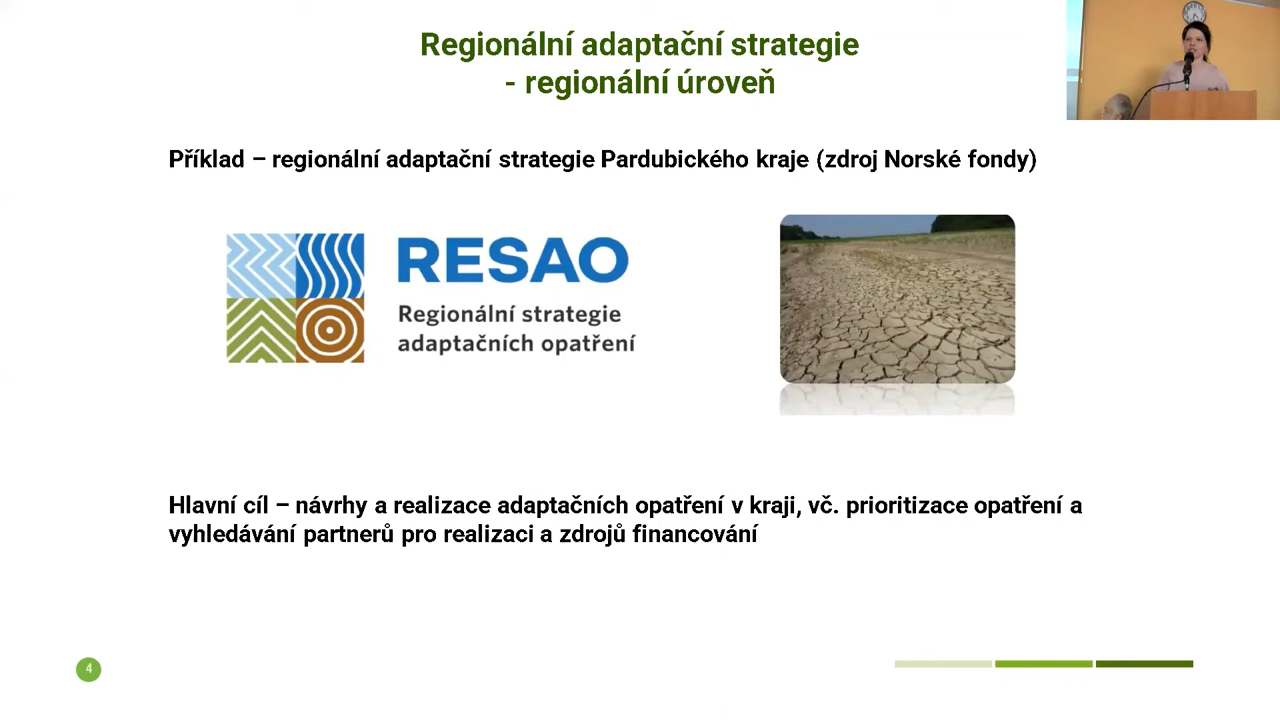 Regionální adaptační strategie
- regionální úroveň
Příklad – regionální adaptační strategie Pardubického kraje (zdroj Norské fondy)
RESAO
Regionální strategie
adaptačních opatření
Hlavní cíl – návrhy a realizace adaptačních opatření v kraji, vč. prioritizace opatření a
vyhledávání partnerů pro realizaci a zdrojů financování
4